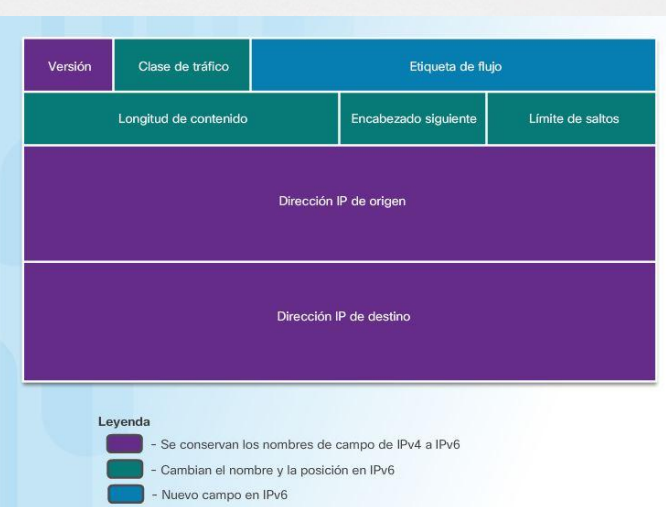 Versión Clase de tráfico Etiqueta de flujo
Longitud de contenido Encabezado siguiente Límite de saltos
Dirección IP de origen
Dirección IP de destino
Leyenda
- Se conservan los nombres de campo de IPv4 a IPv6
- Cambian el nombre y la posición en IPv6
- Nuevo campo en IPv6